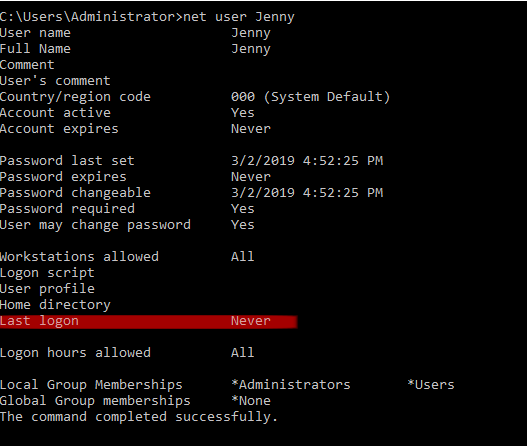 C:\Users\Administrator>net user Jenny
User name Jenny
Full Name Jenny
Comment
User's comment
Country/region code 000 (System Default)
Account active Yes
Account expires Never
Password last set 3/2/2019 4:52:25 PM
Password expires Never
Password changeable 3/2/2019 4:52:25 PM
Password required Yes
User may change password Yes
Workstations allowed All
Logon script
User profile
Home directory
Last logon Never
Logon hours allowed All
Local Group Memberships *Administrators *Users
Global Group memberships *None
The command completed successfully.